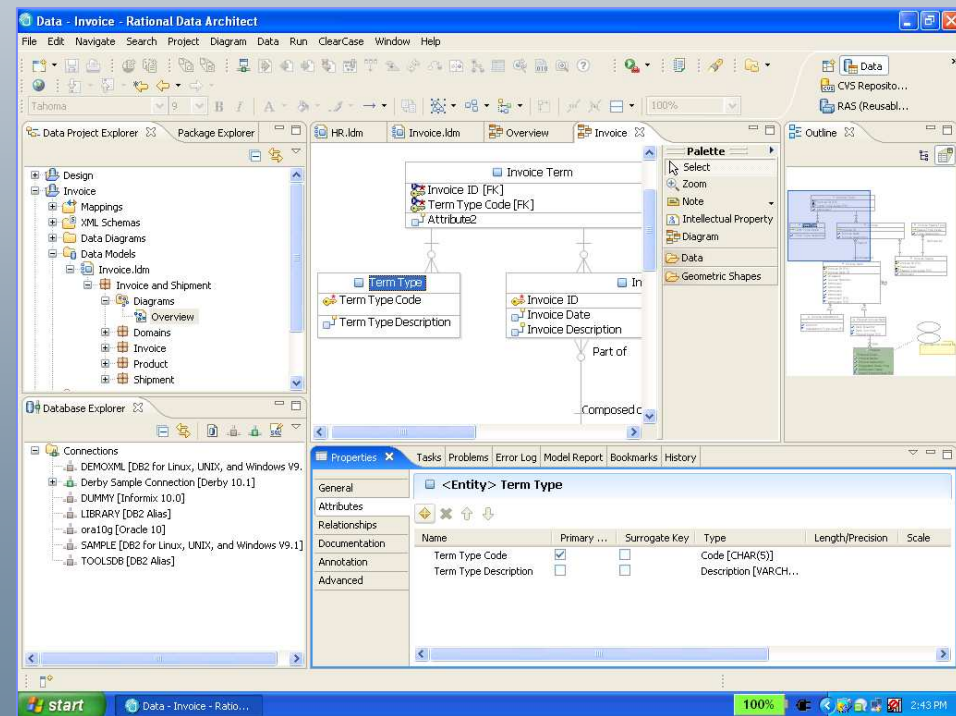 Data - Invoice - Rational Data Architect
File Edit Navigate Search Project Diagram Data Run ClearCase Window Help
Data
CVS Reposito...
RAS (Reusabl...
Tahoma 9 B I A 100%
Data Project Explorer Package Explorer
Design
Invoice
Mappings
XML Schemas
Data Diagrams
Data Models
Invoice.ldm
Invoice and Shipment
Diagrams
Overview
Domains
Invoice
Product
Shipment
HR.ldm Invoice.ldm Overview Invoice
Invoice Term
Invoice ID [FK]
Term Type Code [FK]
Attribute2
Term Type
Term Type Code
Term Type Description
In
Invoice ID
Invoice Date
Invoice Description
Part of
Composed c
Palette
Select
Zoom
Note
Intellectual Property
Diagram
Data
Geometric Shapes
Outline
Database Explorer
Connections
DEMOXML [DB2 for Linux, UNIX, and Windows V9.
Derby Sample Connection [Derby 10.1]
DUMMY [Informix 10.0]
LIBRARY [DB2 Alias]
ora10g [Oracle 10]
SAMPLE [DB2 for Linux, UNIX, and Windows V9.1]
TOOLSDB [DB2 Alias]
Properties Tasks Problems Error Log Model Report Bookmarks History
General
Attributes
Relationships
Documentation
Annotation
Advanced
<Entity> Term Type
Name Primary ... Surrogate Key Type Length/Precision Scale
Term Type Code Code [CHAR(5)]
Term Type Description Description [VARCH...
start Data - Invoice - Ratio... 100% 2:43 PM